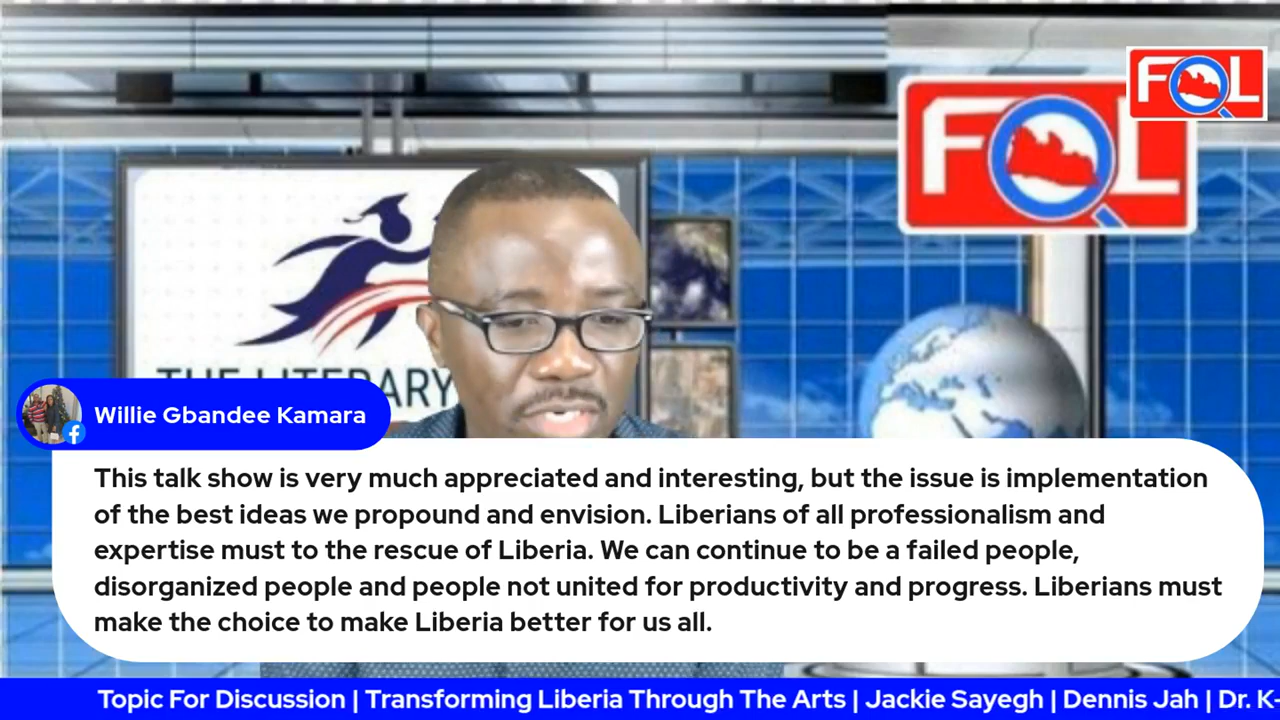 FOL
FOL
THE LITERARY
Willie Gbandee Kamara
This talk show is very much appreciated and interesting, but the issue is implementation
of the best ideas we propound and envision. Liberians of all professionalism and
expertise must to the rescue of Liberia. We can continue to be a failed people,
disorganized people and people not united for productivity and progress. Liberians must
make the choice to make Liberia better for us all.
Topic For Discussion | Transforming Liberia Through The Arts | Jackie Sayegh | Dennis Jah | Dr. K-